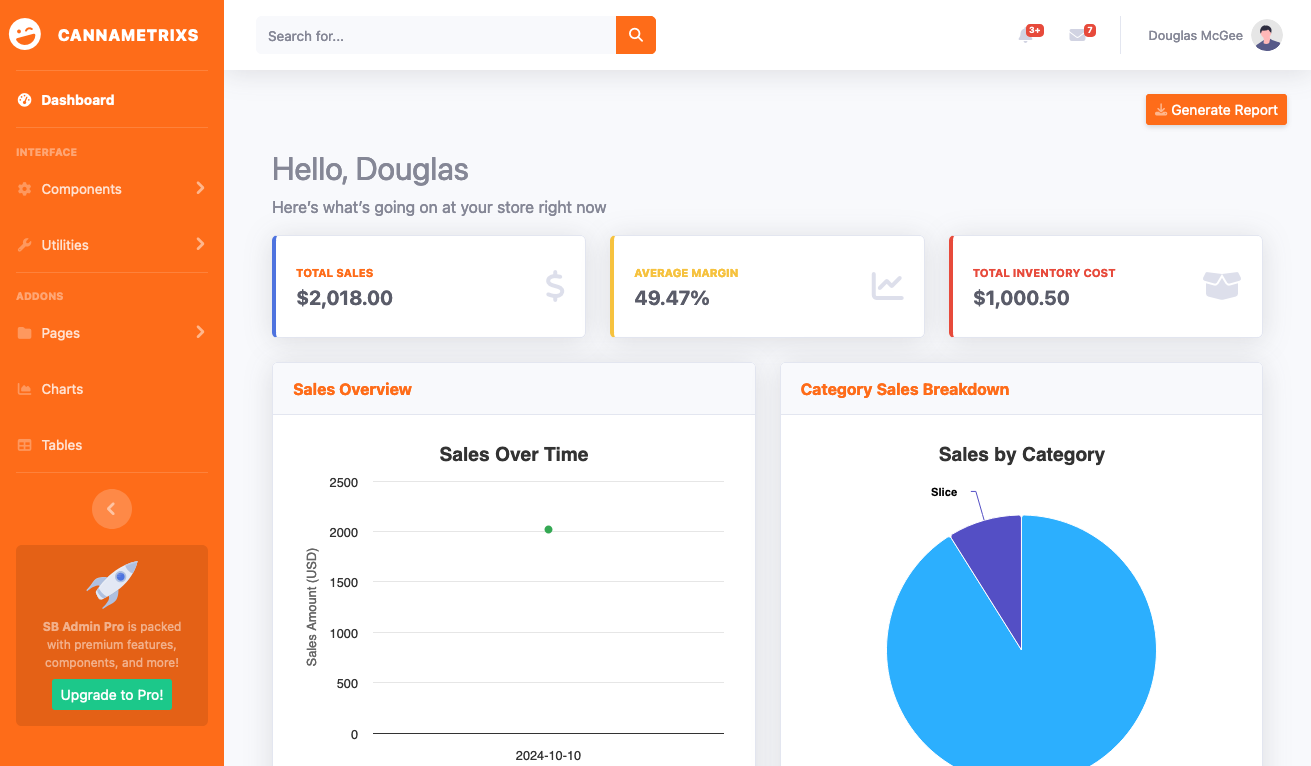 CANNAMETRIXS
Search for...
3+
7
Douglas McGee
Dashboard
Generate Report
INTERFACE
Components
Utilities
ADDONS
Pages
Charts
Tables
SB Admin Pro is packed
with premium features,
components, and more!
Upgrade to Pro!
Hello, Douglas
Here's what's going on at your store right now
TOTAL SALES
$2,018.00
AVERAGE MARGIN
49.47%
TOTAL INVENTORY COST
$1,000.50
Sales Overview
Sales Over Time
2500
2000
1500
1000
500
0
Sales Amount (USD)
2024-10-10
Category Sales Breakdown
Sales by Category
Slice